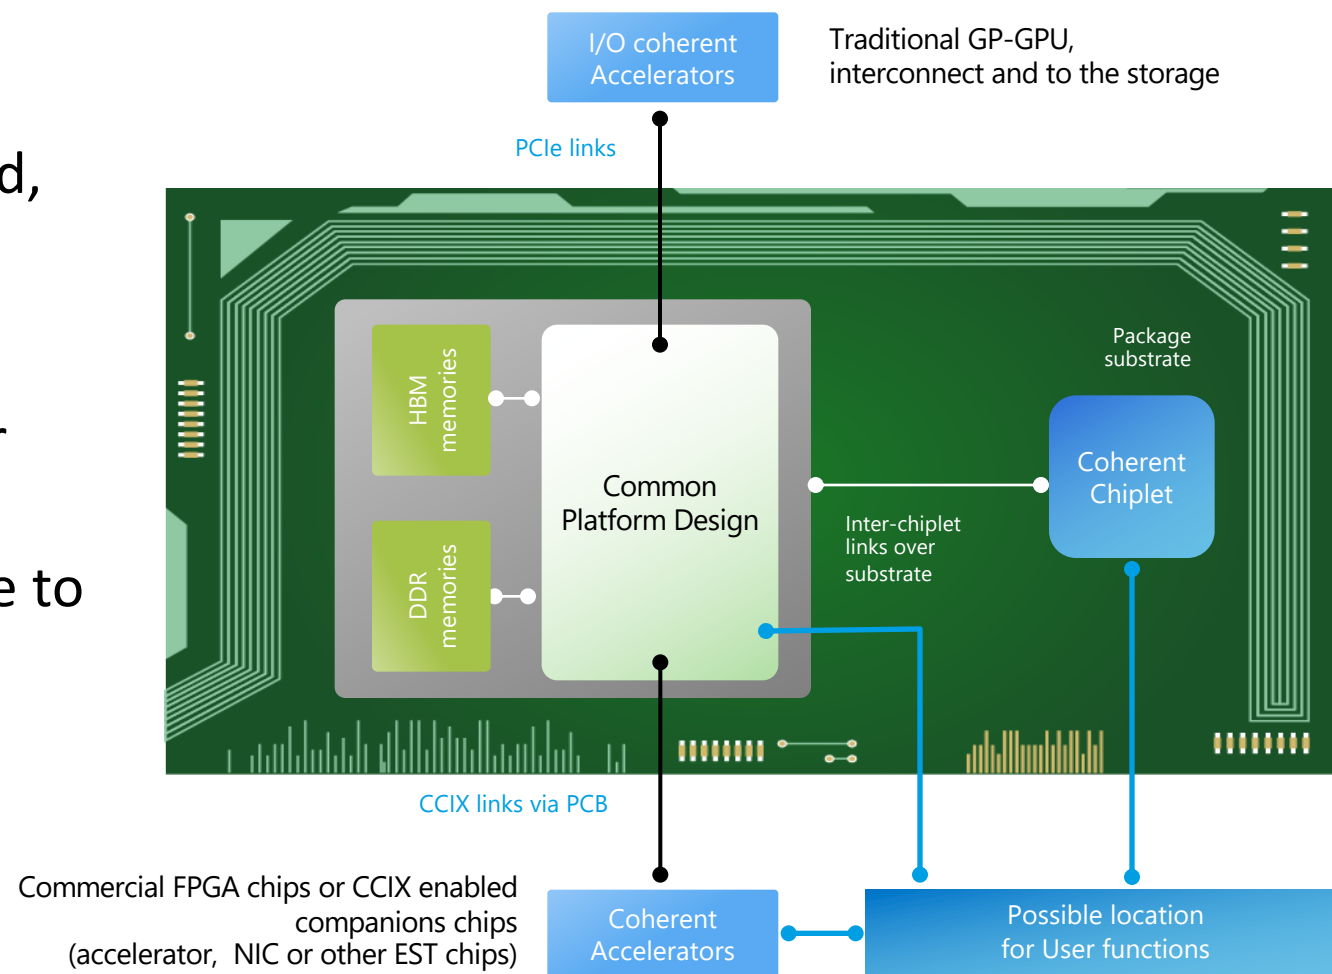 I/O coherent
Accelerators
Traditional GP-GPU,
interconnect and to the storage
PCIe links
d,
r
e to
HBM
memories
DDR
memories
Common
Platform Design
Package
substrate
Coherent
Chiplet
Inter-chiplet
links over
substrate
CCIX links via PCB
Commercial FPGA chips or CCIX enabled
companions chips
(accelerator, NIC or other EST chips)
Coherent
Accelerators
Possible location
for User functions